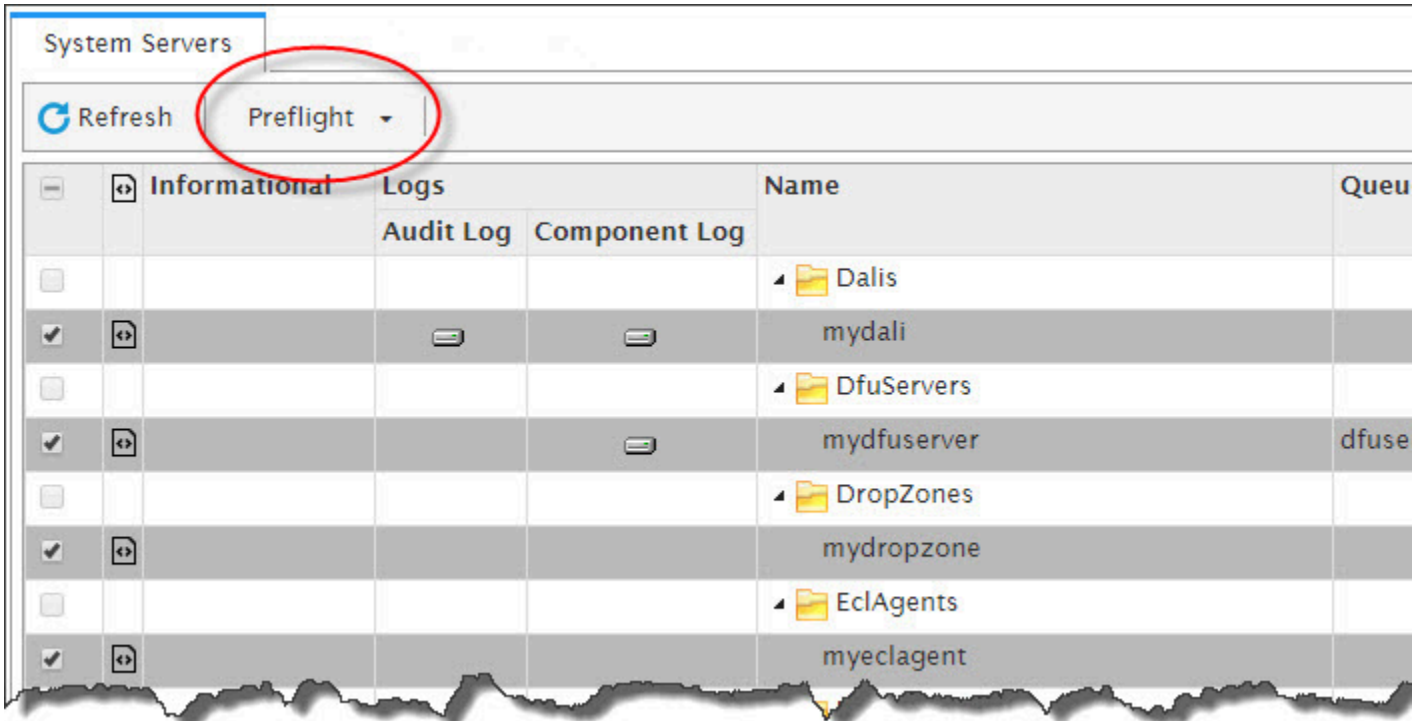 System Servers
Refresh Preflight
Informational Logs Name Queu
Audit Log Component Log
Dalis
mydali
DfuServers
mydfuserver dfuse
DropZones
mydropzone
EclAgents
myeclagent